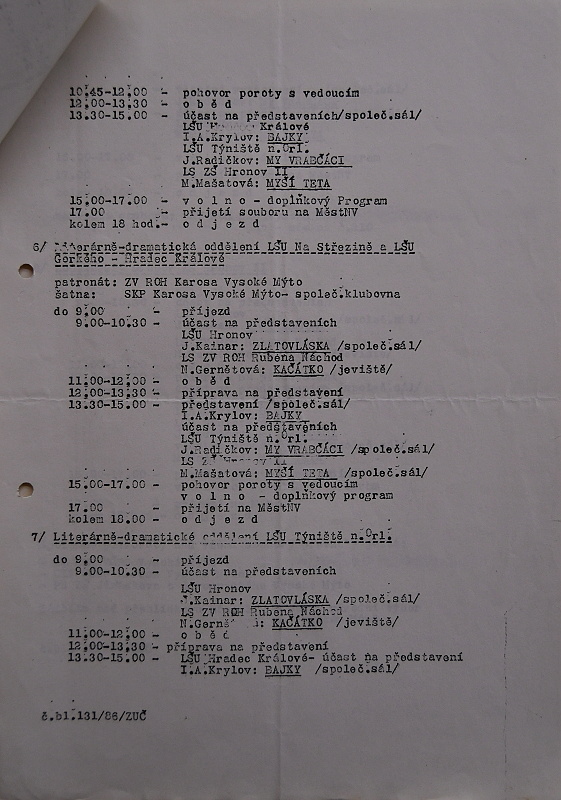 10.45-12.00 - pohovor poroty s vedoucím
12.00-13.30 - o b ě d
13.30-15.00 - účast na představeních/společ.sál/
LŠU Králové
I.A.Krylov: BAJKY
LŠU Týniště n.Orl.
J.Radičkov: MY VRABČÁCI
LS ZŠ Hronov II
M.Mašatová: MYŠÍ TETA
15.00-17.00 - v o l n o - doplňkový Program
17.00 - přijetí souboru na MěstNV
kolem 18 hod.- o d j e z d
6/ Literárně-dramatická oddělení LŠU Na Střezině a LŠU
Gorkého - Hradec Králové
patronát: ZV ROH Karosa Vysoké Mýto
šatna: SKP Karosa Vysoké Mýto- společ.klubovna
do 9.00 - příjezd
9.00-10.30 - účast na představeních
LŠU Hronov
J.Kainar: ZLATOVLÁSKA /společ.sál/
LS ZV ROH Rubena Náchod
N.Gernětová: KAČÁTKO /jeviště/
11.00-12.00 - o b ě d
12.00-13.30 - příprava na představení
13.30-15.00 - představení /společ.sál/
I.A.Krylov: BAJKY
účast na představeních
LŠU Týniště n.Orl.
J.Radičkov: MY VRABČÁCI /společ.sál/
LS Z Hronov II
M.Mašatová: MYŠÍ TETA /společ.sál/
15.00-17.00 - pohovor poroty s vedoucím
v o l n o - doplňkový program
17.00 - přijetí na MěstNV
kolem 18.00 - o d j e z d
7/ Literárně-dramatické oddělení LŠU Týniště n.Orl.
do 9.00 - příjezd
9.00-10.30 - účast na představeních
LŠU Hronov
J.Kainar: ZLATOVLÁSKA /společ.sál/
LS ZV ROH Rubena Náchod
KAČÁTKO /jeviště/
11.00-12.00 - o b ě d
12.00-13.30 - příprava na představení
13.30-15.00 - LŠU Hradec Králové- účast na představení
I.A.Krylov: BAJKY /společ.sál/
č.bl.131/86/ZUČ